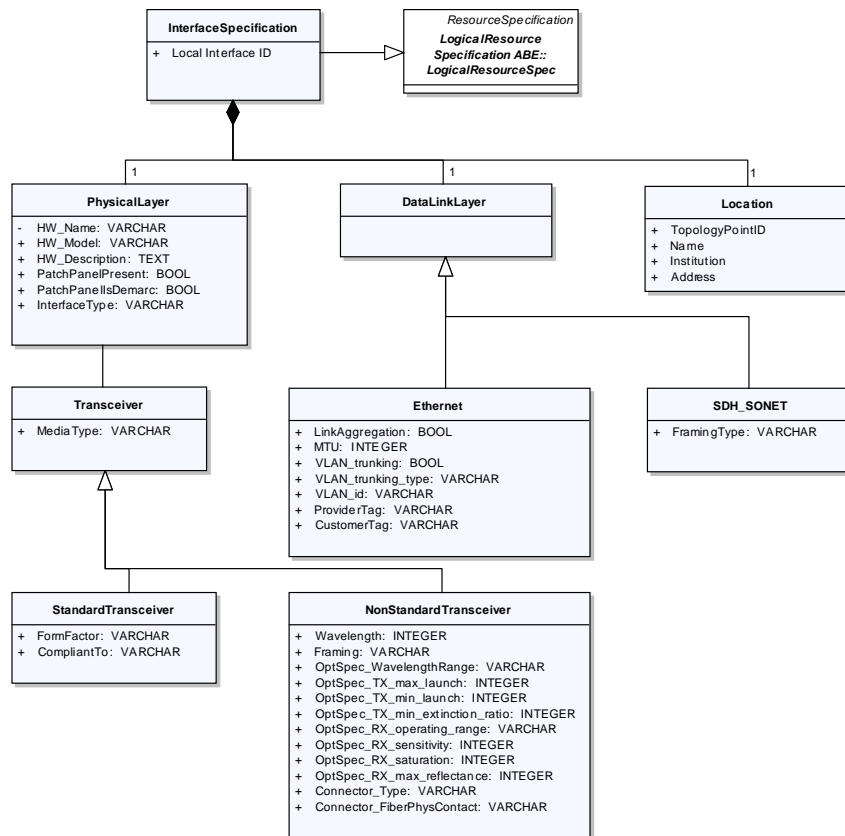 InterfaceSpecification
+ Local Interface ID
ResourceSpecification
LogicalResource
Specification ABE::
LogicalResourceSpec
1
1
1
PhysicalLayer
- HW_Name: VARCHAR
+ HW_Model: VARCHAR
+ HW_Description: TEXT
+ PatchPanelPresent: BOOL
+ PatchPanelIsDemarc: BOOL
+ InterfaceType: VARCHAR
DataLinkLayer
Location
+ TopologyPointID
+ Name
+ Institution
+ Address
Transceiver
+ MediaType: VARCHAR
Ethernet
+ LinkAggregation: BOOL
+ MTU: INTEGER
+ VLAN_trunking: BOOL
+ VLAN_trunking_type: VARCHAR
+ VLAN_id: VARCHAR
+ ProviderTag: VARCHAR
+ CustomerTag: VARCHAR
SDH_SONET
+ FramingType: VARCHAR
StandardTransceiver
+ FormFactor: VARCHAR
+ CompliantTo: VARCHAR
NonStandardTransceiver
+ Wavelength: INTEGER
+ Framing: VARCHAR
+ OptSpec_WavelengthRange: VARCHAR
+ OptSpec_TX_max_launch: INTEGER
+ OptSpec_TX_min_launch: INTEGER
+ OptSpec_TX_min_extinction_ratio: INTEGER
+ OptSpec_RX_operating_range: VARCHAR
+ OptSpec_RX_sensitivity: INTEGER
+ OptSpec_RX_saturation: INTEGER
+ OptSpec_RX_max_reflectance: INTEGER
+ Connector_Type: VARCHAR
+ Connector_FiberPhysContact: VARCHAR